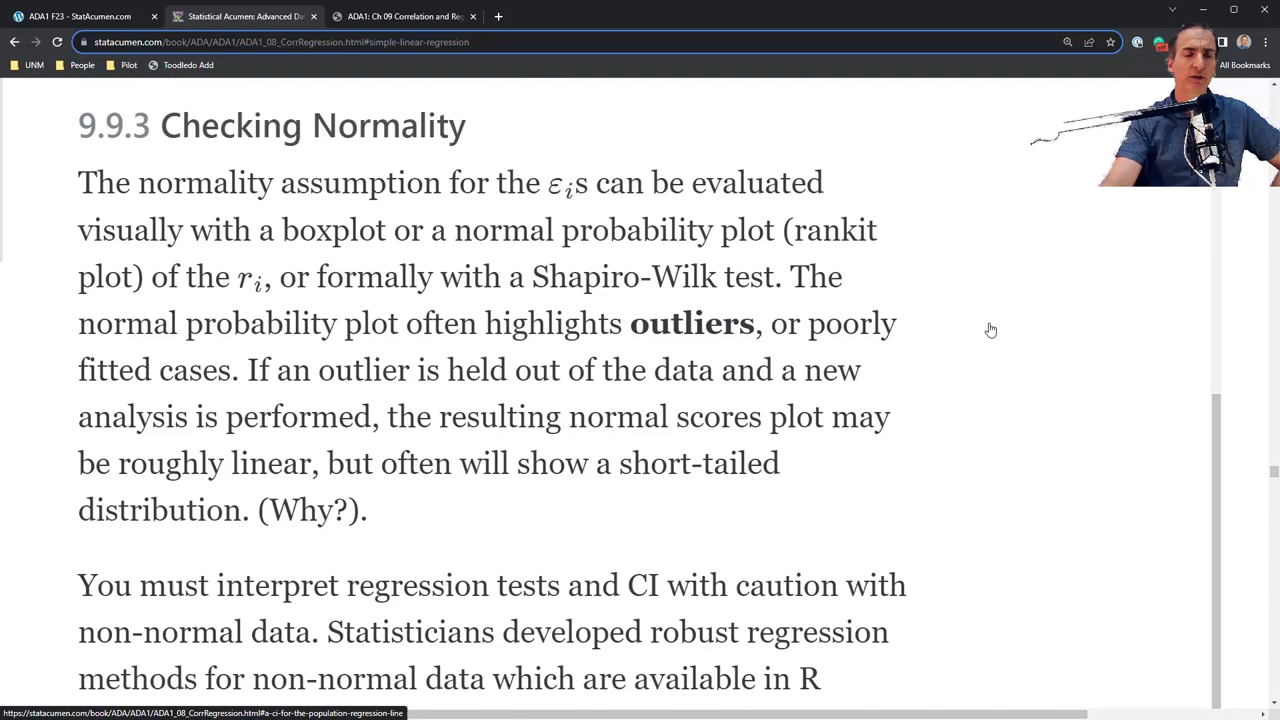 ADA1 F23 - StatAcumen.com
Statistical Acumen: Advanced Da
ADA1: Ch 09 Correlation and Reg
statacumen.com/book/ADA/ADA1/ADA1_08_CorrRegression.html#simple-linear-regression
UNM
People
Pilot
Toodledo Add
All Bookmarks
9.9.3 Checking Normality
The normality assumption for the εᵢs can be evaluated
visually with a boxplot or a normal probability plot (rankit
plot) of the rᵢ, or formally with a Shapiro-Wilk test. The
normal probability plot often highlights outliers, or poorly
fitted cases. If an outlier is held out of the data and a new
analysis is performed, the resulting normal scores plot may
be roughly linear, but often will show a short-tailed
distribution. (Why?).
You must interpret regression tests and CI with caution with
non-normal data. Statisticians developed robust regression
methods for non-normal data which are available in R
https://statacumen.com/book/ADA/ADA1/ADA1_08_CorrRegression.html#a-ci-for-the-population-regression-line